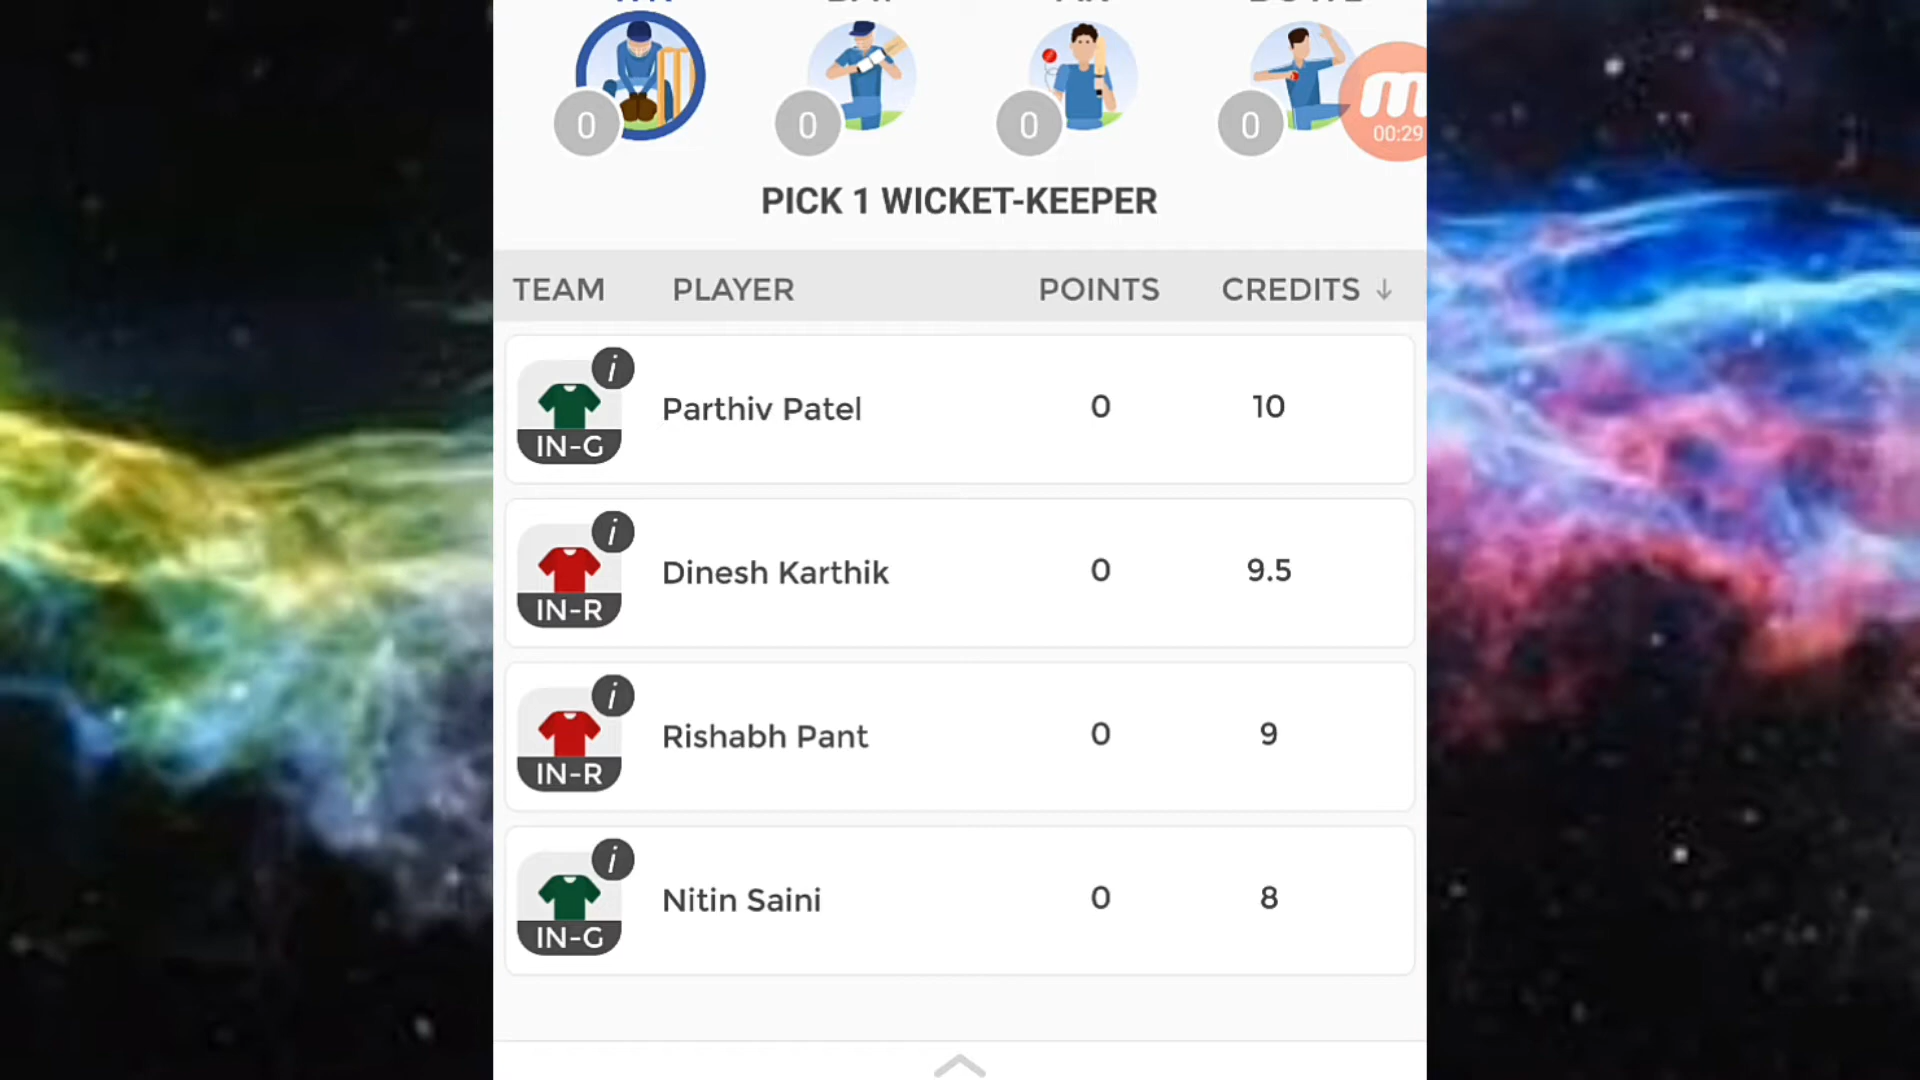 0 0 0 0 m
00:29
PICK 1 WICKET-KEEPER
TEAM PLAYER POINTS CREDITS ↓
i
IN-G Parthiv Patel 0 10
i
IN-R Dinesh Karthik 0 9.5
i
IN-R Rishabh Pant 0 9
i
IN-G Nitin Saini 0 8